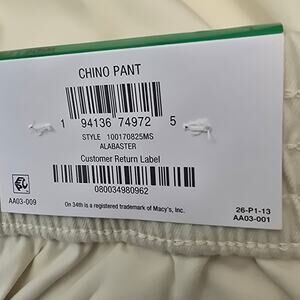 CHINO PANT
1 94136 74972 5
STYLE 100170825MS
ALABASTER
Customer Return Label
080034980962
AA03-009
On 34th is a registered trademark of Macy's, Inc.
26-P1-13
AA03-001